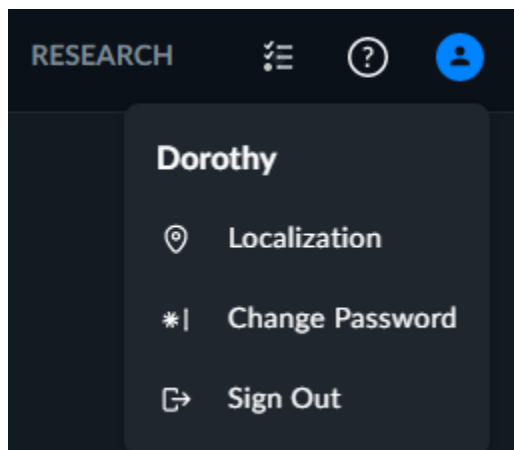 RESEARCH
Dorothy
Localization
Change Password
Sign Out